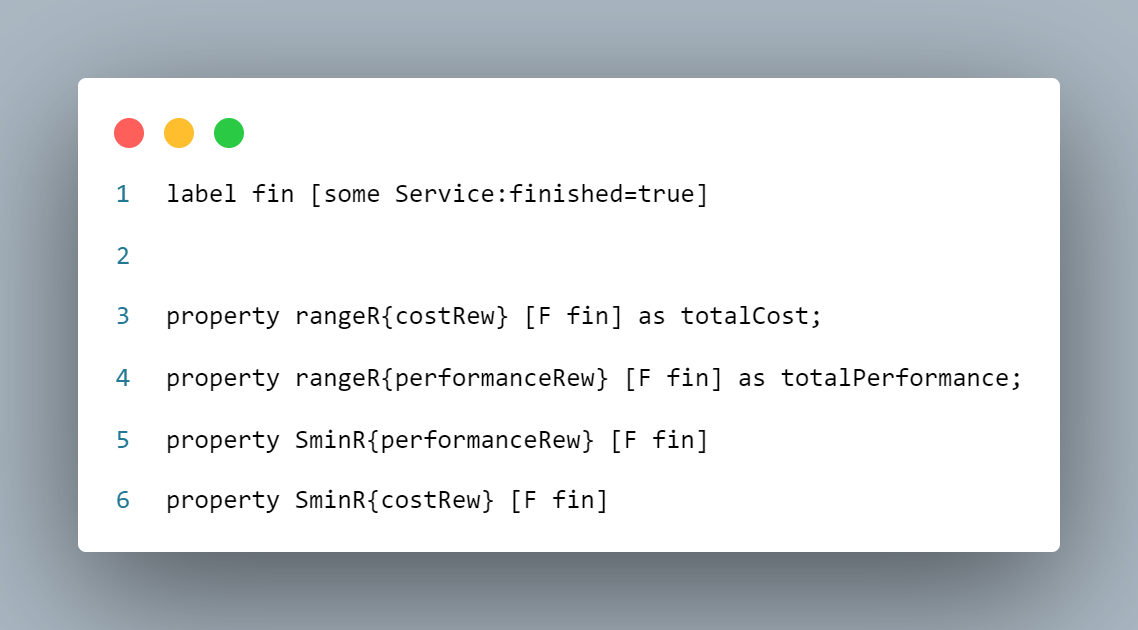 1 label fin [some Service:finished=true]
2
3 property rangeR{costRew} [F fin] as totalCost;
4 property rangeR{performanceRew} [F fin] as totalPerformance;
5 property SminR{performanceRew} [F fin]
6 property SminR{costRew} [F fin]